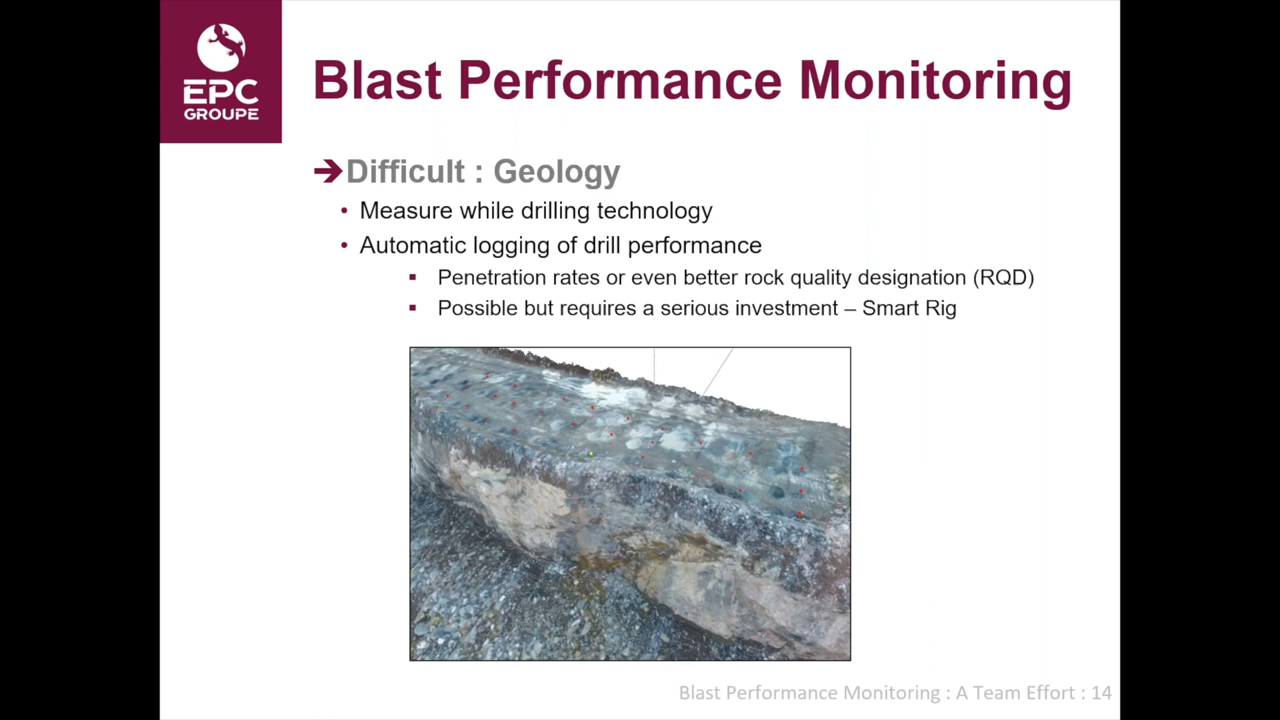 EPC
GROUPE
Blast Performance Monitoring
➔Difficult : Geology
• Measure while drilling technology
• Automatic logging of drill performance
▪ Penetration rates or even better rock quality designation (RQD)
▪ Possible but requires a serious investment – Smart Rig
Blast Performance Monitoring : A Team Effort : 14